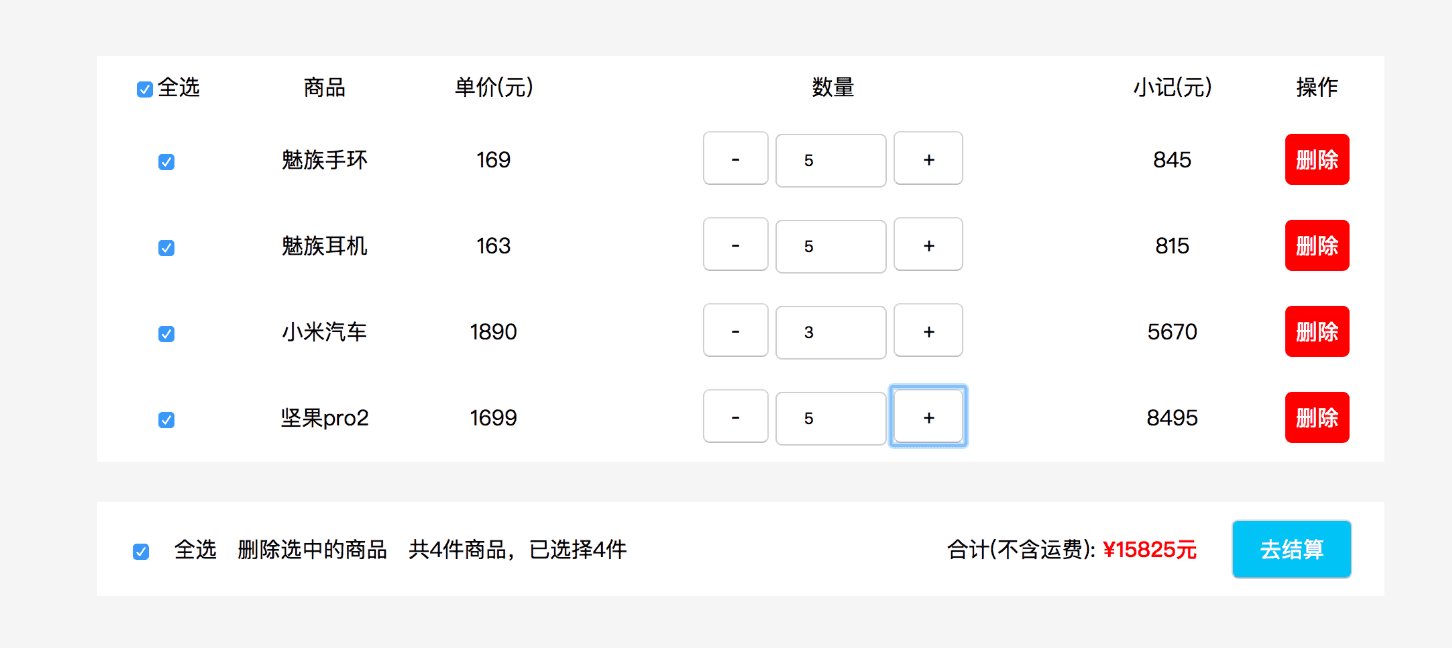 全选 商品 单价(元) 数量 小记(元) 操作
魅族手环 169 - 5 + 845 删除
魅族耳机 163 - 5 + 815 删除
小米汽车 1890 - 3 + 5670 删除
坚果pro2 1699 - 5 + 8495 删除
全选 删除选中的商品 共4件商品，已选择4件 合计(不含运费): ¥15825元 去结算